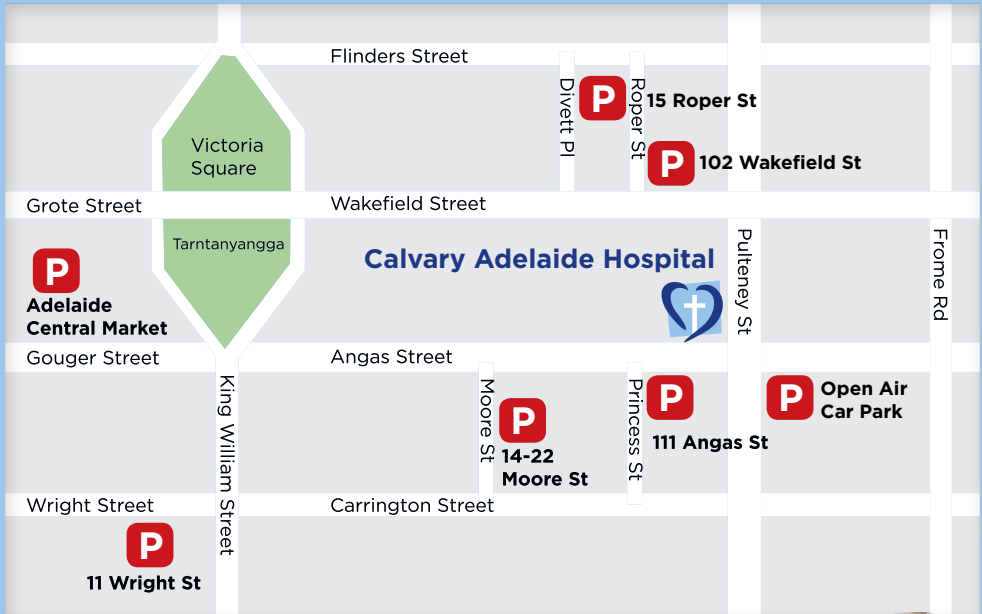 Flinders Street
Divett Pl
P
Roper St
15 Roper St
Victoria
Square
P
102 Wakefield St
Grote Street
Wakefield Street
Tarntanyangga
Calvary Adelaide Hospital
Pulteney St
Frome Rd
P
Adelaide
Central Market
Gouger Street
Angas Street
King William Street
Moore St
P
14-22
Moore St
Princess St
P
111 Angas St
P
Open Air
Car Park
Wright Street
Carrington Street
P
11 Wright St